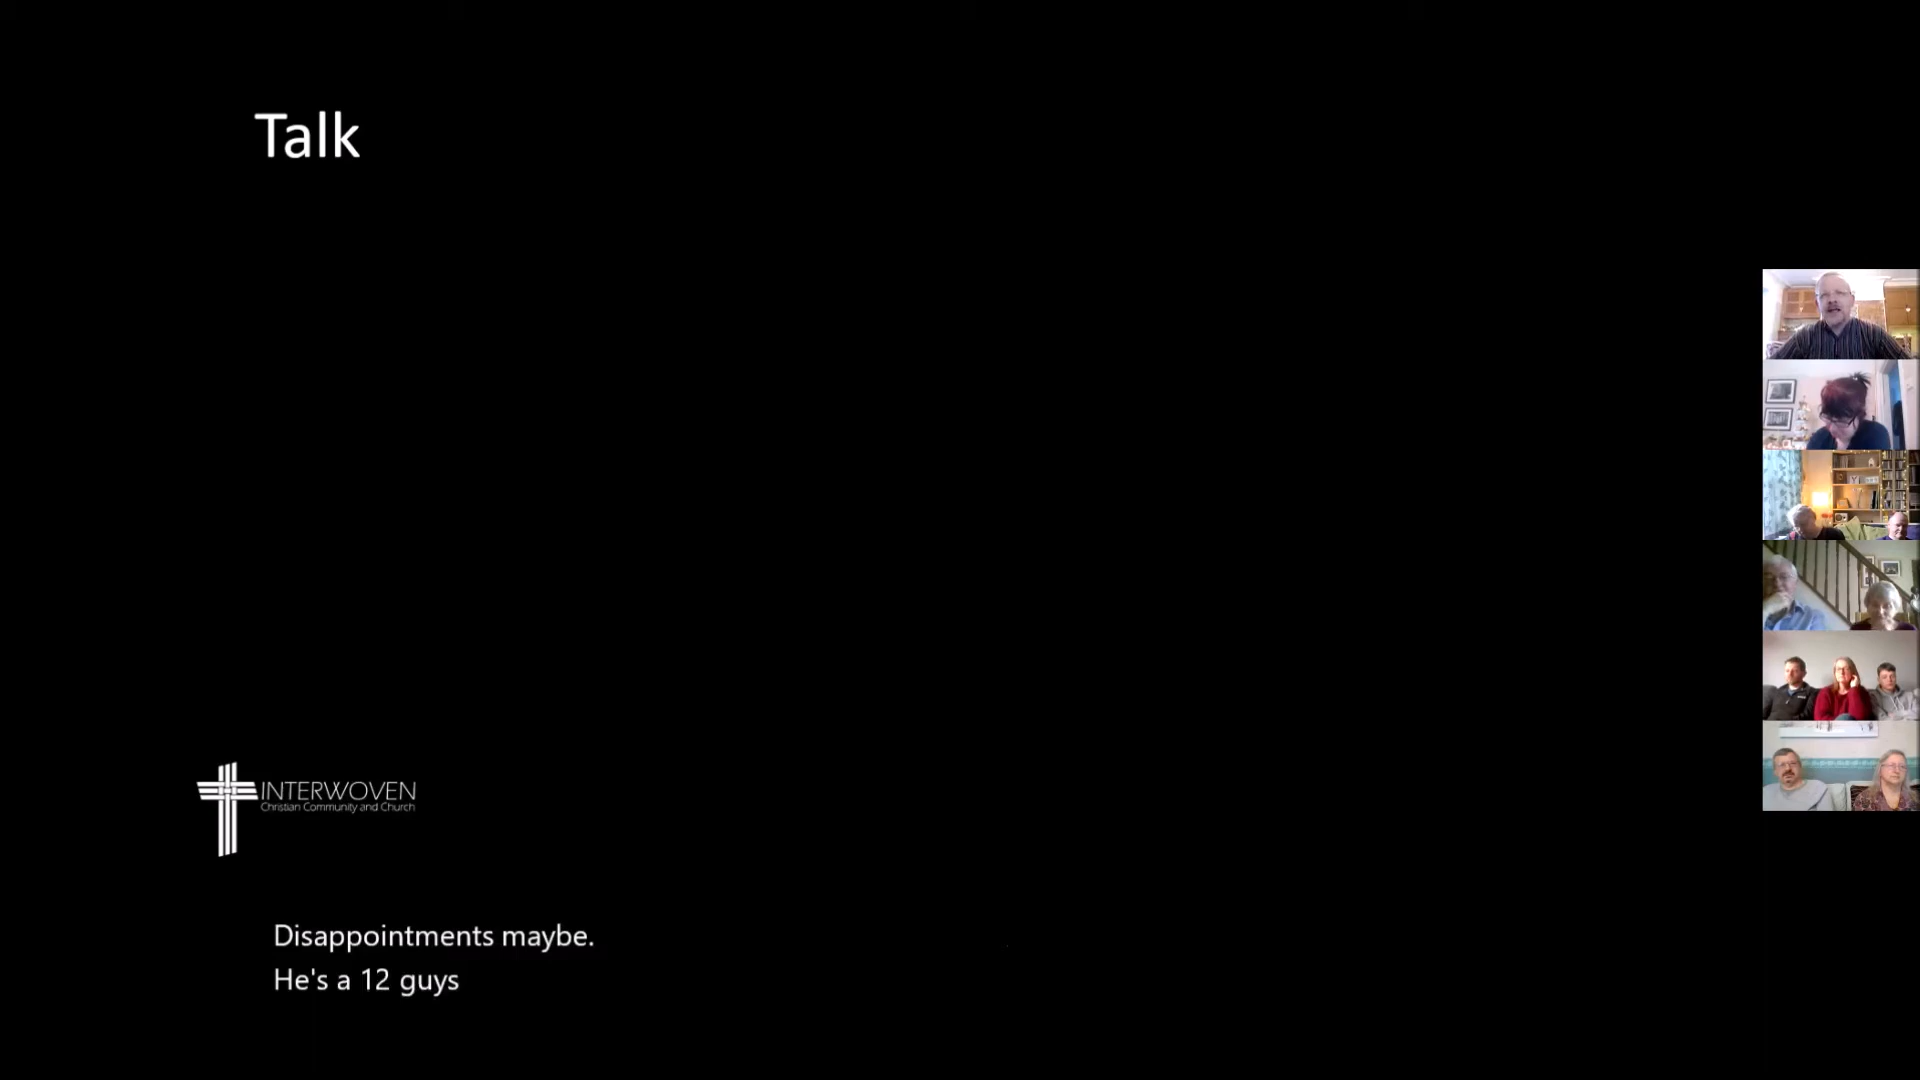 Talk
INTERWOVEN
Christian Community and Church
Disappointments maybe.
He's a 12 guys